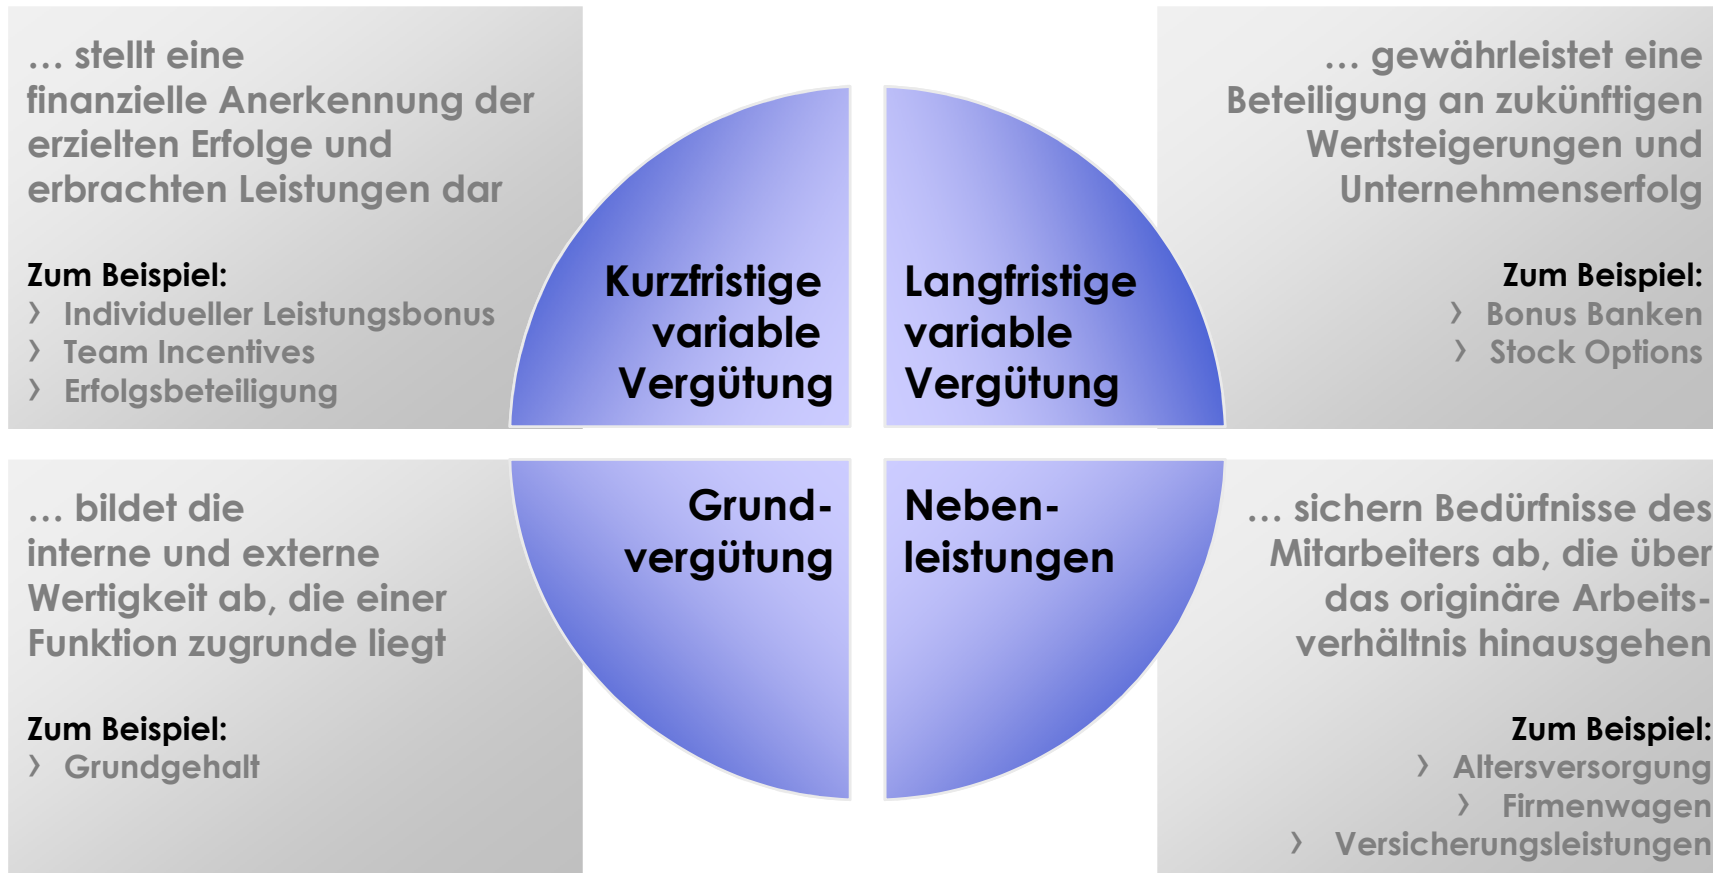 … stellt eine
finanzielle Anerkennung der
erzielten Erfolge und
erbrachten Leistungen dar
Zum Beispiel:
› Individueller Leistungsbonus
› Team Incentives
› Erfolgsbeteiligung
Kurzfristige
variable
Vergütung
Langfristige
variable
Vergütung
… gewährleistet eine
Beteiligung an zukünftigen
Wertsteigerungen und
Unternehmenserfolg
Zum Beispiel:
› Bonus Banken
› Stock Options
… bildet die
interne und externe
Wertigkeit ab, die einer
Funktion zugrunde liegt
Zum Beispiel:
› Grundgehalt
Grund-
vergütung
Neben-
leistungen
… sichern Bedürfnisse des
Mitarbeiters ab, die über
das originäre Arbeits-
verhältnis hinausgehen
Zum Beispiel:
› Altersversorgung
› Firmenwagen
› Versicherungsleistungen